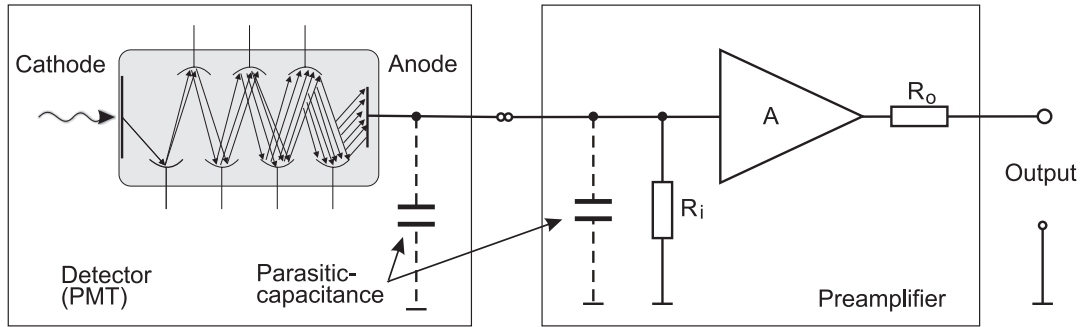 Cathode
Anode
A
Rₒ
Rᵢ
Output
Detector
(PMT)
Parasitic-
capacitance
Preamplifier